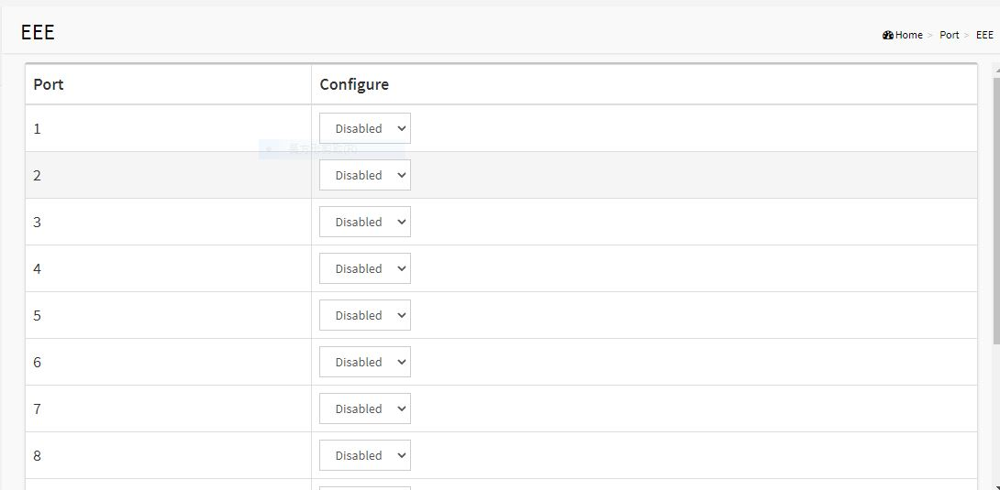 EEE
Home > Port > EEE
Port Configure
1 Disabled
2 Disabled
3 Disabled
4 Disabled
5 Disabled
6 Disabled
7 Disabled
8 Disabled